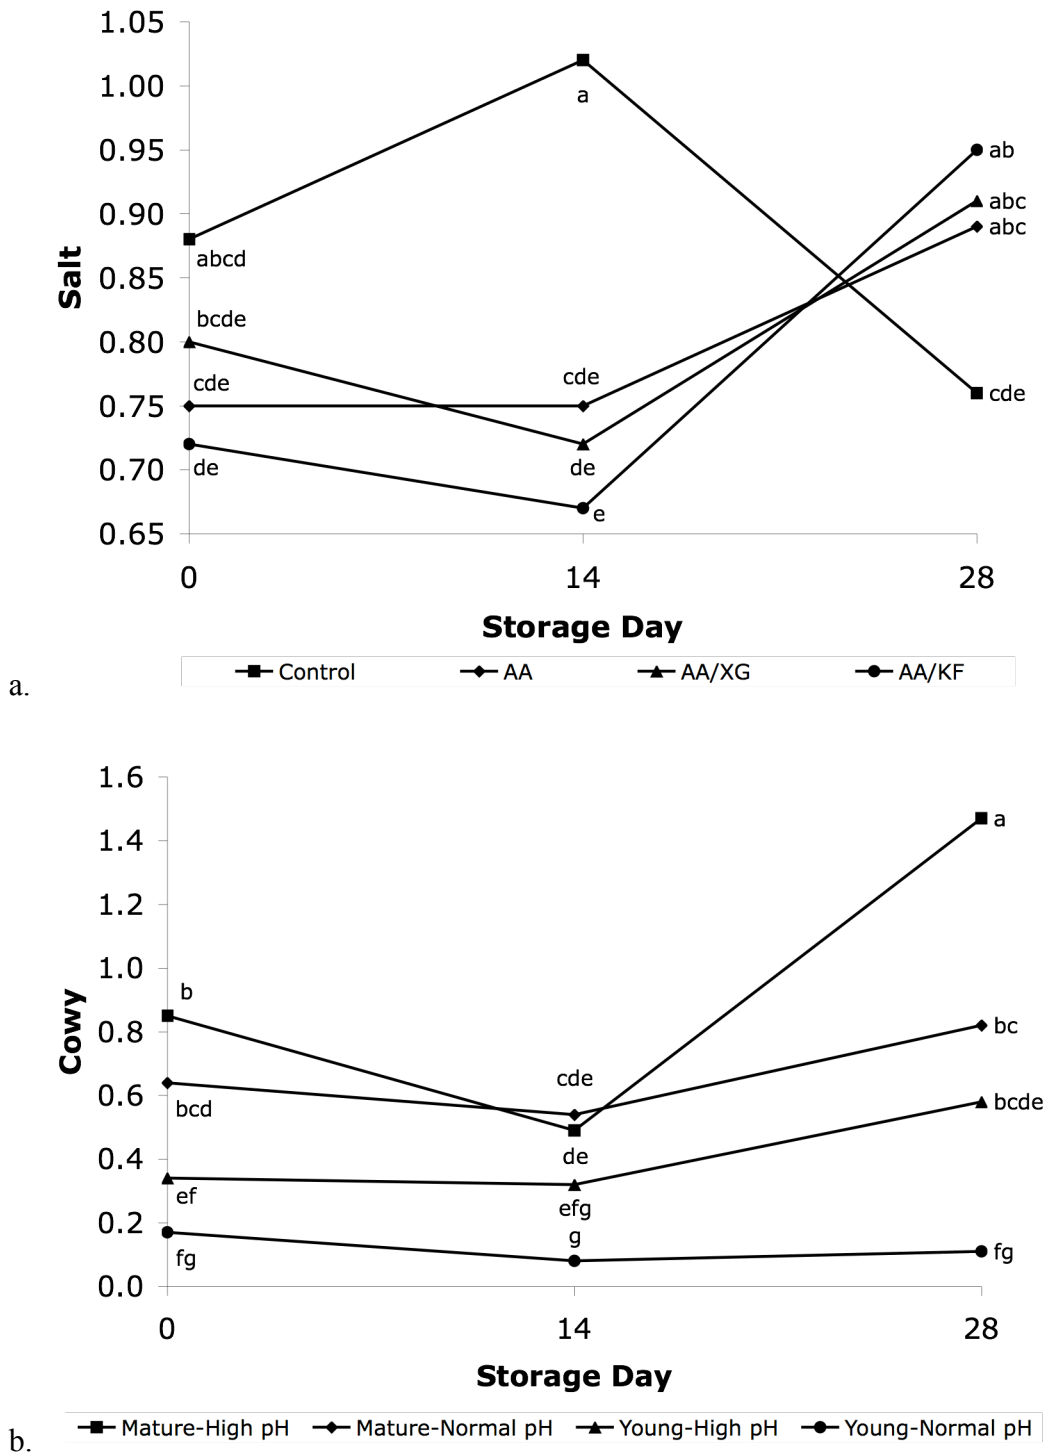 1.05
1.00
a
0.95
ab
abc
0.90
abc
abcd
Salt
0.85
bcde
0.80
cde
cde
cde
0.75
0.70
de
de
e
0.65
0
14
28
Storage Day
Control AA AA/XG AA/KF
a.
1.6
a
1.4
1.2
1.0
b
Cowy
0.8
bc
cde
0.6
bcd
bcde
de
0.4
ef
efg
0.2
g
fg
fg
0.0
0
14
28
Storage Day
Mature-High pH Mature-Normal pH Young-High pH Young-Normal pH
b.